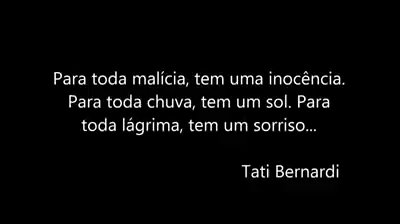 Para toda malícia, tem uma inocência.
Para toda chuva, tem um sol. Para
toda lágrima, tem um sorriso...
Tati Bernardi